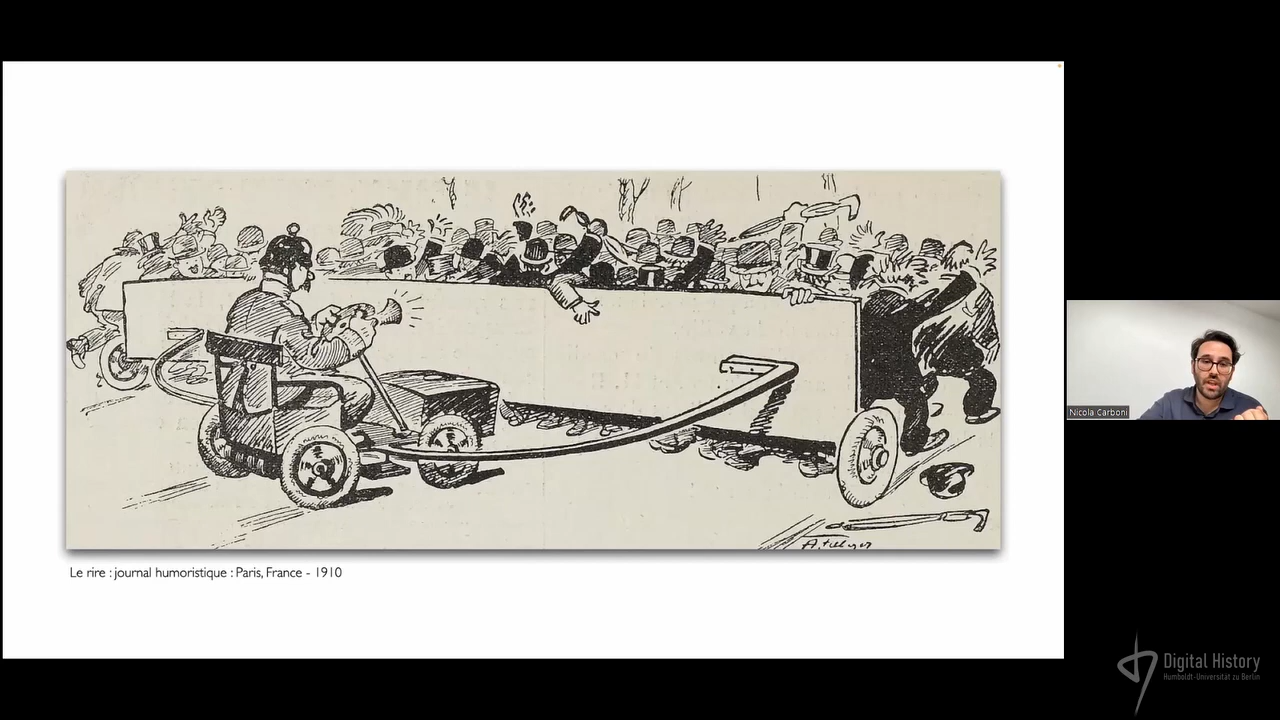 Le rire : journal humoristique : Paris, France - 1910
Nicola Carboni
Digital History
Humboldt-Universität zu Berlin